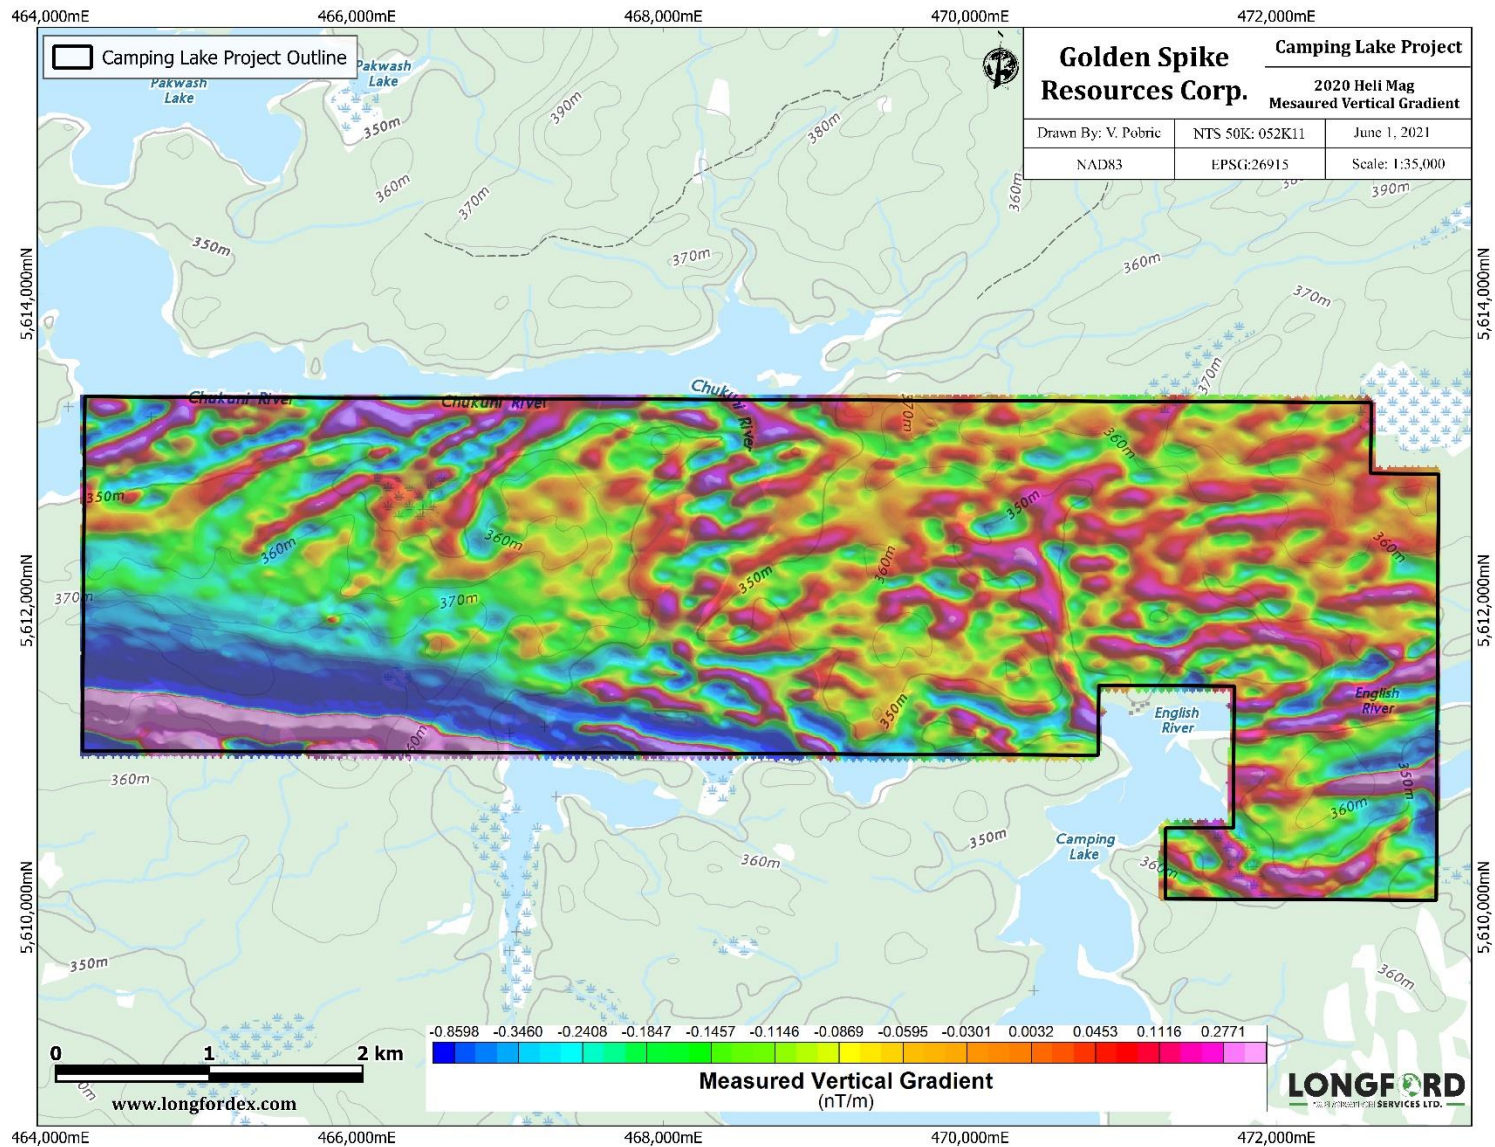 464,000mE 466,000mE 468,000mE 470,000mE 472,000mE
Camping Lake Project Outline
Golden Spike
Resources Corp.
Camping Lake Project
2020 Heli Mag
Mesaured Vertical Gradient
Drawn By: V. Pobric NTS 50K: 052K11 June 1, 2021
NAD83 EPSG:26915 Scale: 1:35,000
Pakwash
Lake
Pakwash
Lake
390m
380m
350m
360m
370m
360m
390m
350m
370m
360m
370m
5,614,000mN
5,614,000mN
370m
Chukuni River
Chukuni River
Chukuni River
370m
360m
350m
350m
360m
360m
360m
360m
350m
370m
370m
5,612,000mN
5,612,000mN
350m
360m
English
River
English
River
360m
350m
360m
350m
360m
Camping
Lake
360m
5,610,000mN
5,610,000mN
350m
360m
-0.8598 -0.3460 -0.2408 -0.1847 -0.1457 -0.1146 -0.0869 -0.0595 -0.0301 0.0032 0.0453 0.1116 0.2771
Measured Vertical Gradient
(nT/m)
0 1 2 km
www.longfordex.com
LONGFORD
SERVICES LTD.
464,000mE 466,000mE 468,000mE 470,000mE 472,000mE